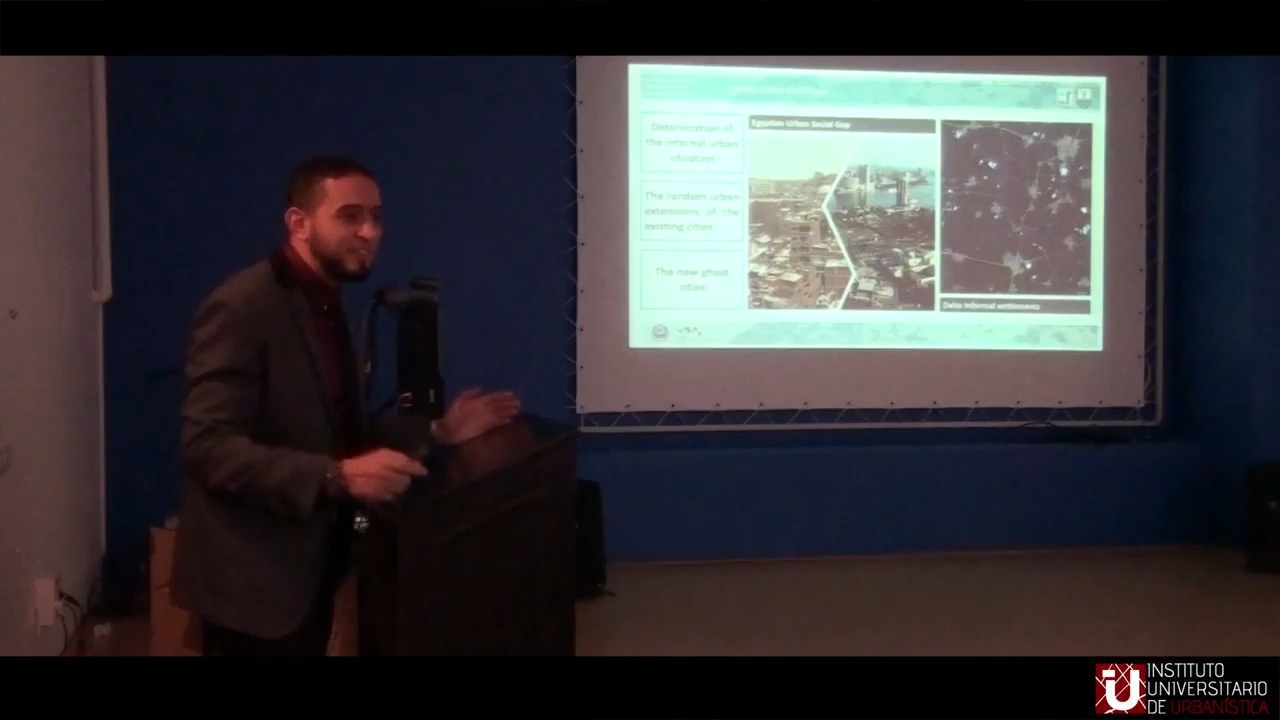 Deterioration of
the internal urban
situation
The random urban
extensions of the
existing cities
The new ghost
cities
Egyptian Urban Social Gap
Delta Informal settlements
INSTITUTO
UNIVERSITARIO
DE URBANÍSTICA